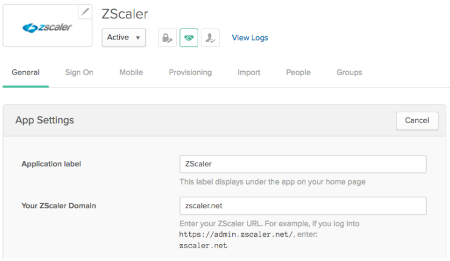 ZScaler
zscaler
Active
View Logs
General Sign On Mobile Provisioning Import People Groups
App Settings
Cancel
Application label
ZScaler
This label displays under the app on your home page
Your ZScaler Domain
zscaler.net
Enter your ZScaler URL. For example, if you log into
https://admin.zscaler.net/, enter:
zscaler.net